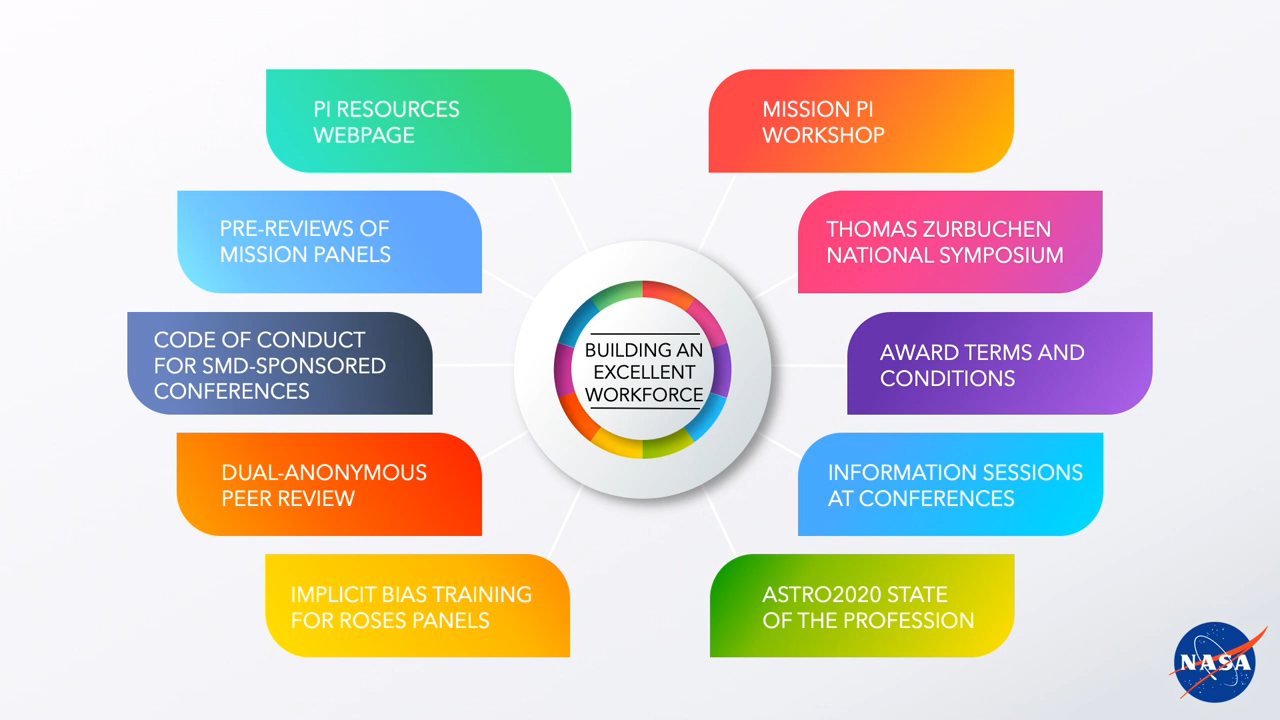 PI RESOURCES
WEBPAGE
MISSION PI
WORKSHOP
PRE-REVIEWS OF
MISSION PANELS
THOMAS ZURBUCHEN
NATIONAL SYMPOSIUM
CODE OF CONDUCT
FOR SMD-SPONSORED
CONFERENCES
BUILDING AN
EXCELLENT
WORKFORCE
AWARD TERMS AND
CONDITIONS
DUAL-ANONYMOUS
PEER REVIEW
INFORMATION SESSIONS
AT CONFERENCES
IMPLICIT BIAS TRAINING
FOR ROSES PANELS
ASTRO2020 STATE
OF THE PROFESSION
NASA